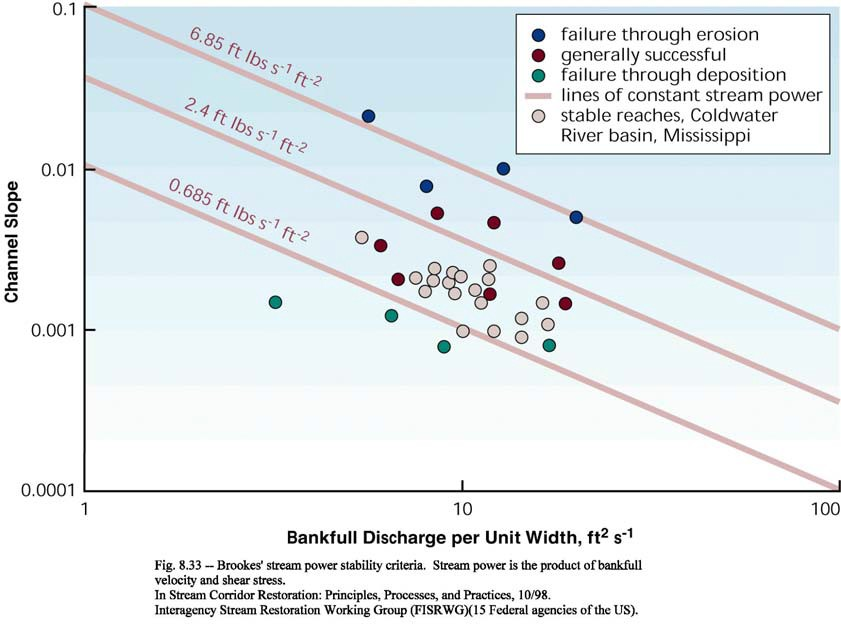 0.1
6.85 ft lbs s⁻¹ ft⁻²
failure through erosion
generally successful
failure through deposition
lines of constant stream power
stable reaches, Coldwater
River basin, Mississippi
2.4 ft lbs s⁻¹ ft⁻²
0.01
0.685 ft lbs s⁻¹ ft⁻²
Channel Slope
0.001
0.0001
1
10
100
Bankfull Discharge per Unit Width, ft² s⁻¹
Fig. 8.33 -- Brookes' stream power stability criteria. Stream power is the product of bankfull
velocity and shear stress.
In Stream Corridor Restoration: Principles, Processes, and Practices, 10/98.
Interagency Stream Restoration Working Group (FISRWG)(15 Federal agencies of the US).